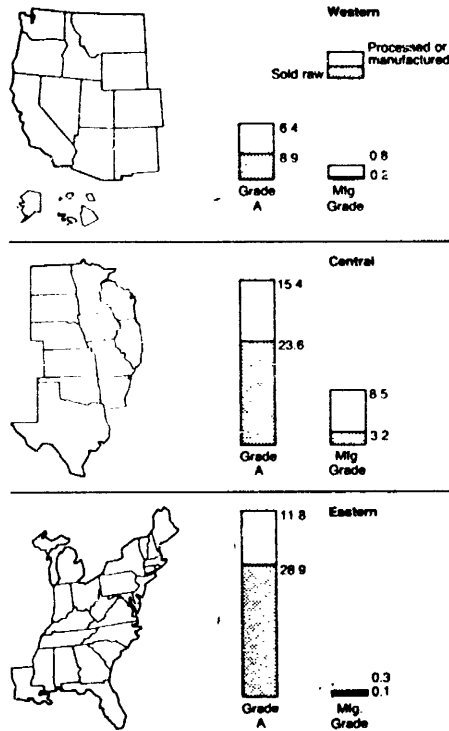 Western
Processed or
manufactured
Sold raw
6 4
8 9
Grade
A
0.8
0.2
Mfg
Grade
Central
15 4
23.6
Grade
A
8 5
3 2
Mfg
Grade
Eastern
11 8
28 9
Grade
A
0.3
0.1
Mfg.
Grade